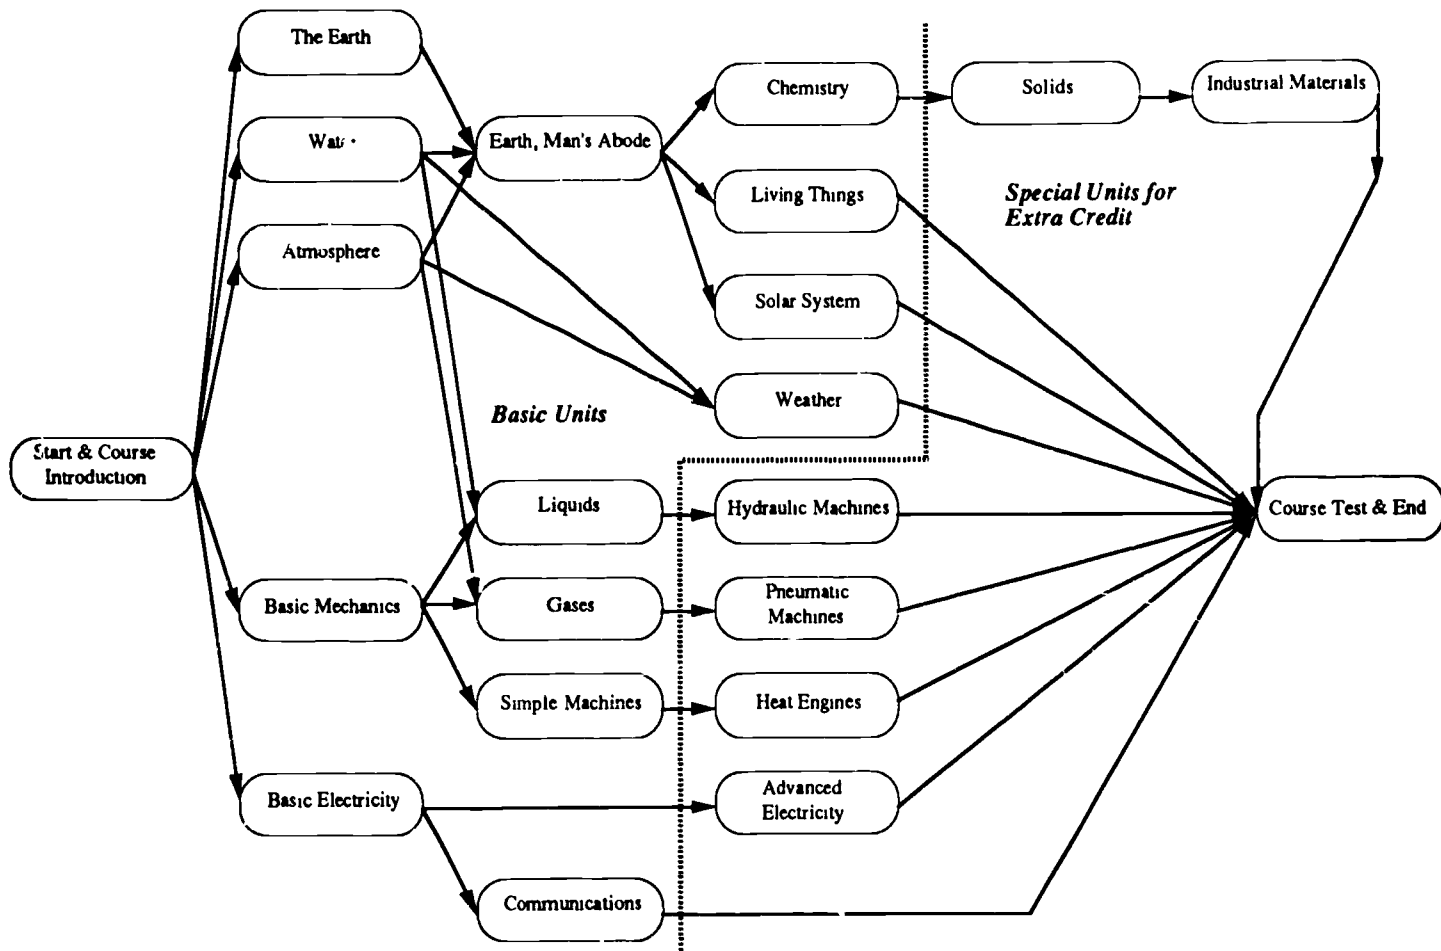 The Earth
Chemistry
Solids
Industrial Materials
Earth, Man's Abode
Living Things
Special Units for
Extra Credit
Atmosphere
Solar System
Weather
Basic Units
Start & Course
Introduction
Liquids
Hydraulic Machines
Course Test & End
Basic Mechanics
Gases
Pneumatic
Machines
Simple Machines
Heat Engines
Basic Electricity
Advanced
Electricity
Communications